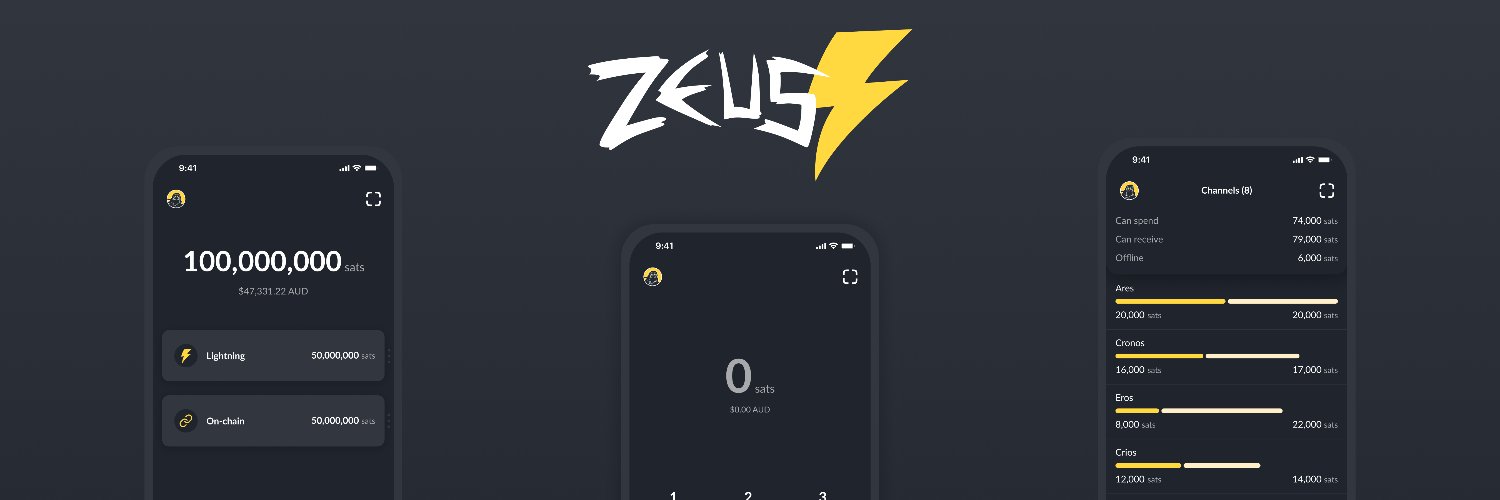 ZEUS
9:41
100,000,000 sats
$47,331.22 AUD
Lightning 50,000,000 sats
On-chain 50,000,000 sats
9:41
0 sats
$0.00 AUD
1 2 3
9:41
Channels (8)
Can spend 74,000 sats
Can receive 79,000 sats
Offline 6,000 sats
Ares
20,000 sats 20,000 sats
Cronos
16,000 sats 17,000 sats
Eros
8,000 sats 22,000 sats
Crios
12,000 sats 14,000 sats